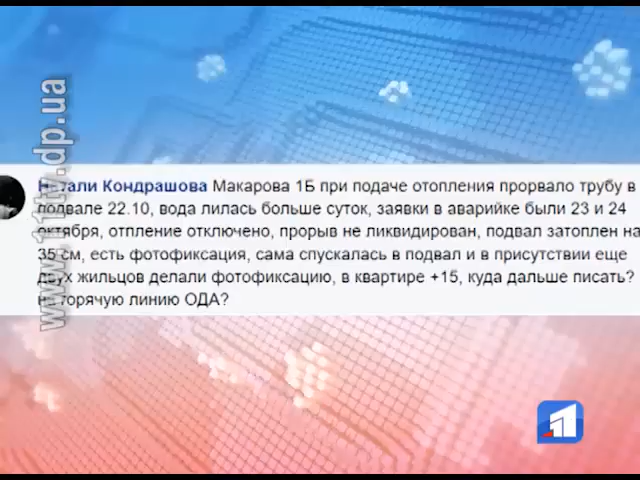 Натали Кондрашова Макарова 1Б при подаче отопления прорвало трубу в
подвале 22.10, вода лилась больше суток, заявки в аварийке были 23 и 24
октября, отпление отключено, прорыв не ликвидирован, подвал затоплен на
35 см, есть фотофиксация, сама спускалась в подвал и в присутствии еще
двух жильцов делали фотофиксацию, в квартире +15, куда дальше писать?
на горячую линию ОДА?
www.11tv.dp.ua
11